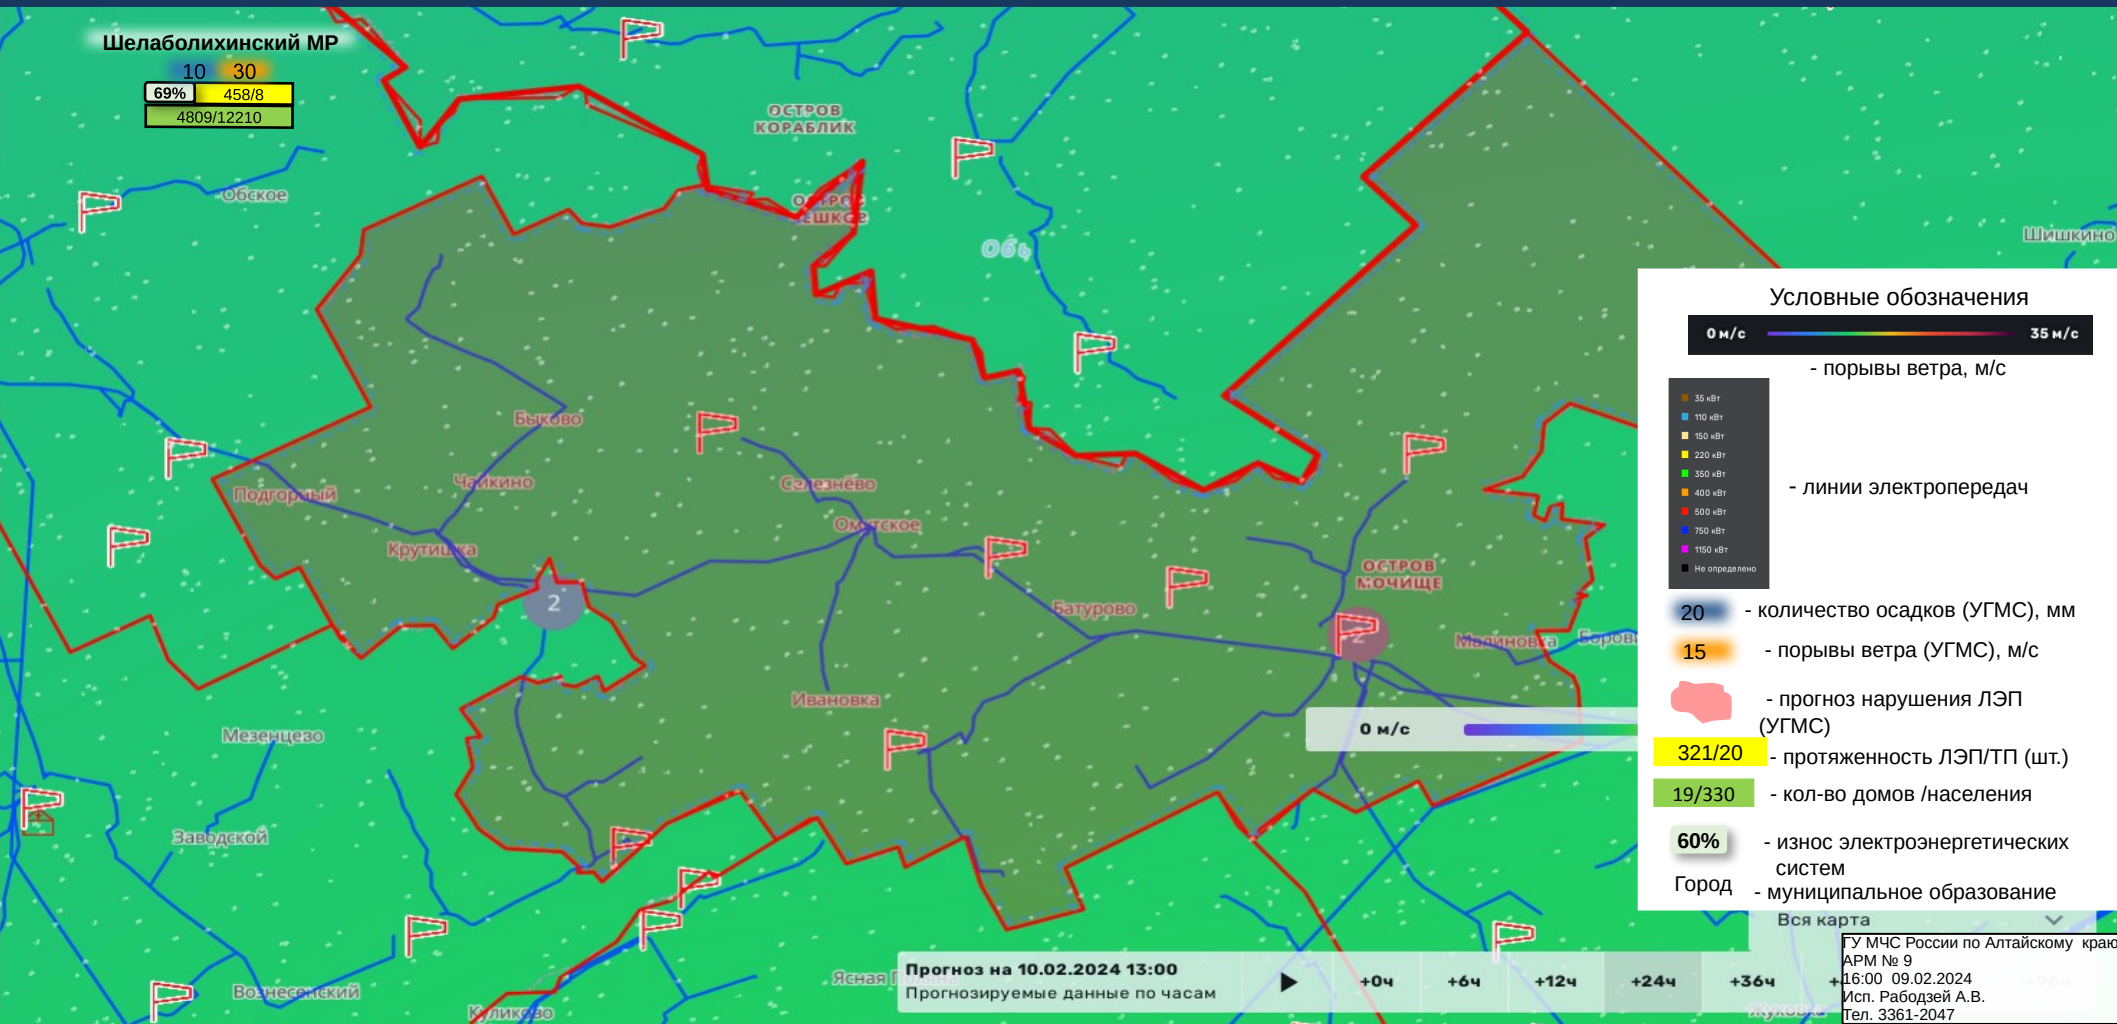 Шелаболихинский МР
10 30
69% 458/8
4809/12210
ОСТРОВ
КОРАБЛИК
Обское
Обь
Шишкино
Быково
Чайкино
Подгорный
Крутишка
Селезнёво
Омутское
2
Батурово
ОСТРОВ
МОЧИЩЕ
Малиновка
Ивановка
Мезенцево
Заводской
Вознесенский
Куликово
Ясная
0 м/с
Условные обозначения
0 м/с 35 м/с
- порывы ветра, м/с
35 кВт
110 кВт
150 кВт
220 кВт
350 кВт
400 кВт
500 кВт
750 кВт
1150 кВт
Не определено
- линии электропередач
20 - количество осадков (УГМС), мм
15 - порывы ветра (УГМС), м/с
- прогноз нарушения ЛЭП
(УГМС)
321/20 - протяженность ЛЭП/ТП (шт.)
19/330 - кол-во домов /населения
60% - износ электроэнергетических
систем
Город - муниципальное образование
Вся карта
Прогноз на 10.02.2024 13:00
Прогнозируемые данные по часам
+0ч +6ч +12ч +24ч +36ч
ГУ МЧС России по Алтайскому краю
АРМ № 9
16:00 09.02.2024
Исп. Рабодзей А.В.
Тел. 3361-2047